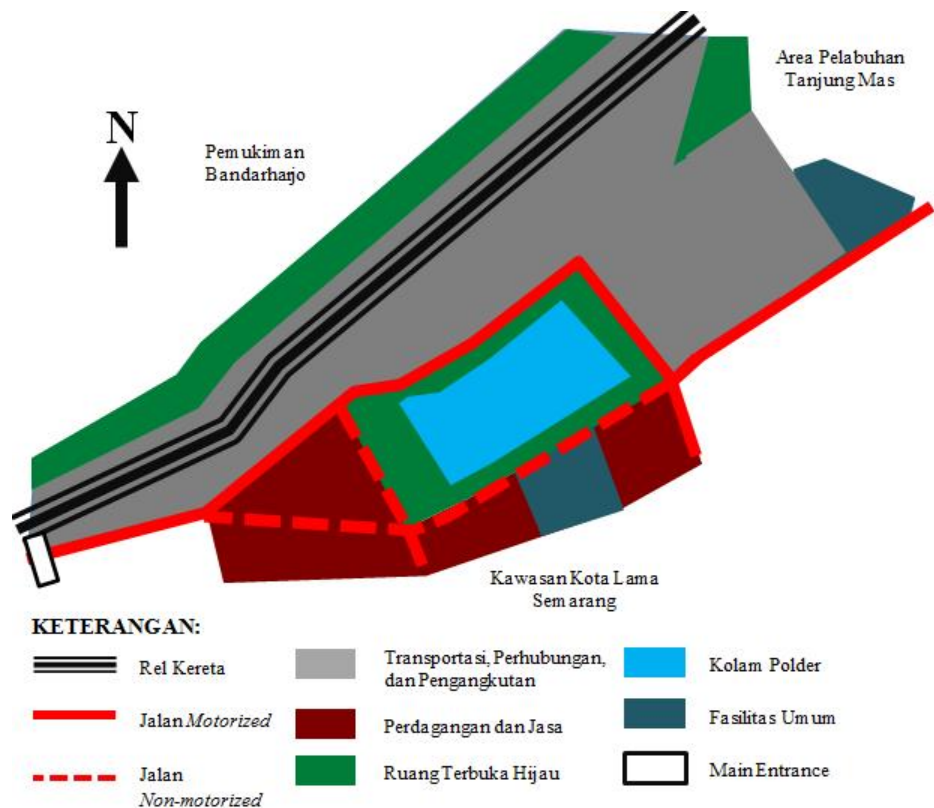 Area Pelabuhan
Tanjung Mas
N
Pemukiman
Bandarharjo
Kawasan Kota Lama
Semarang
KETERANGAN:
Rel Kereta
Jalan Motorized
Jalan
Non-motorized
Transportasi, Perhubungan,
dan Pengangkutan
Perdagangan dan Jasa
Ruang Terbuka Hijau
Kolam Polder
Fasilitas Umum
Main Entrance